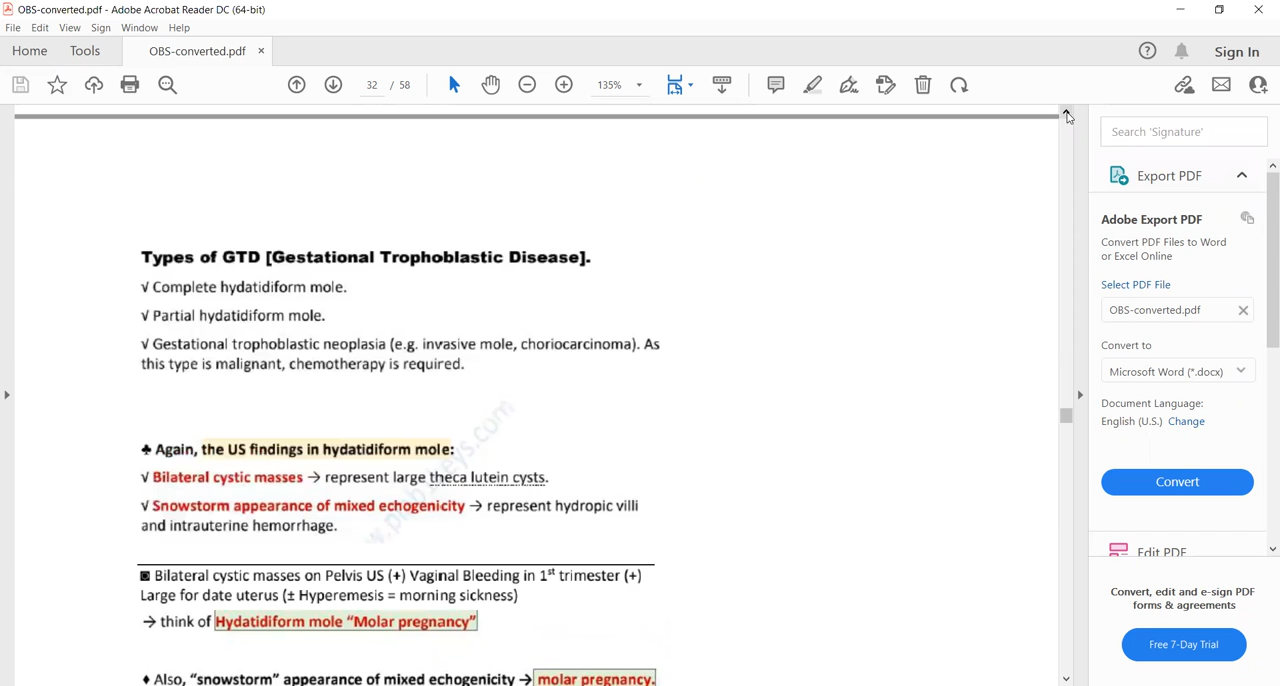 OBS-converted.pdf - Adobe Acrobat Reader DC (64-bit)
File Edit View Sign Window Help
Home Tools OBS-converted.pdf × Sign In
32 / 58 135%
Search 'Signature'
Export PDF
Adobe Export PDF
Convert PDF Files to Word
or Excel Online
Select PDF File
OBS-converted.pdf
Convert to
Microsoft Word (*.docx)
Document Language:
English (U.S.) Change
Convert
Edit PDF
Convert, edit and e-sign PDF
forms & agreements
Free 7-Day Trial
Types of GTD [Gestational Trophoblastic Disease].
√ Complete hydatidiform mole.
√ Partial hydatidiform mole.
√ Gestational trophoblastic neoplasia (e.g. invasive mole, choriocarcinoma). As
this type is malignant, chemotherapy is required.
♣ Again, the US findings in hydatidiform mole:
√ Bilateral cystic masses → represent large theca lutein cysts.
√ Snowstorm appearance of mixed echogenicity → represent hydropic villi
and intrauterine hemorrhage.
◙ Bilateral cystic masses on Pelvis US (+) Vaginal Bleeding in 1st trimester (+)
Large for date uterus (± Hyperemesis = morning sickness)
→ think of Hydatidiform mole “Molar pregnancy”
♦ Also, “snowstorm” appearance of mixed echogenicity → molar pregnancy.